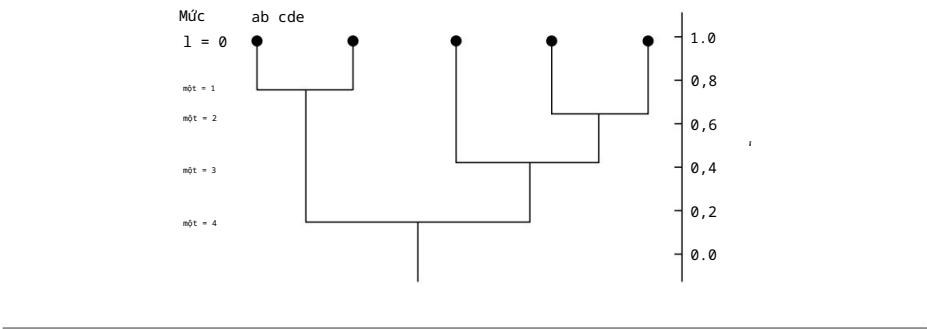 Mức ab cde
l = 0
một = 1
một = 2
một = 3
một = 4
1.0
0,8
0,6
0,4
0,2
0.0